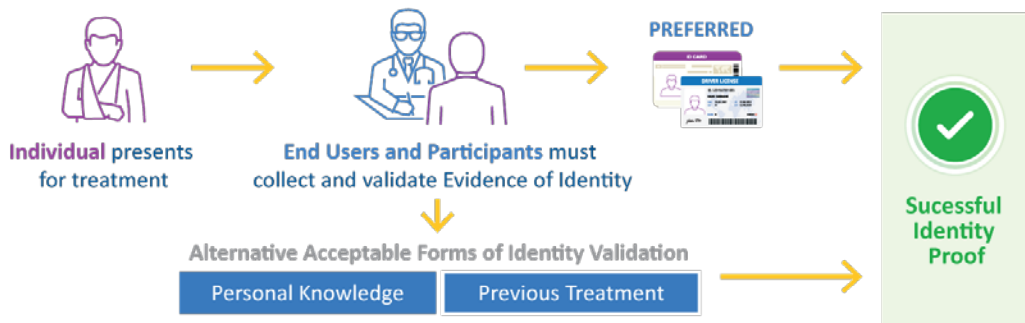 PREFERRED
ID CARD
DRIVER LICENSE
Individual presents
for treatment
End Users and Participants must
collect and validate Evidence of Identity
Sucessful
Identity
Proof
Alternative Acceptable Forms of Identity Validation
Personal Knowledge
Previous Treatment